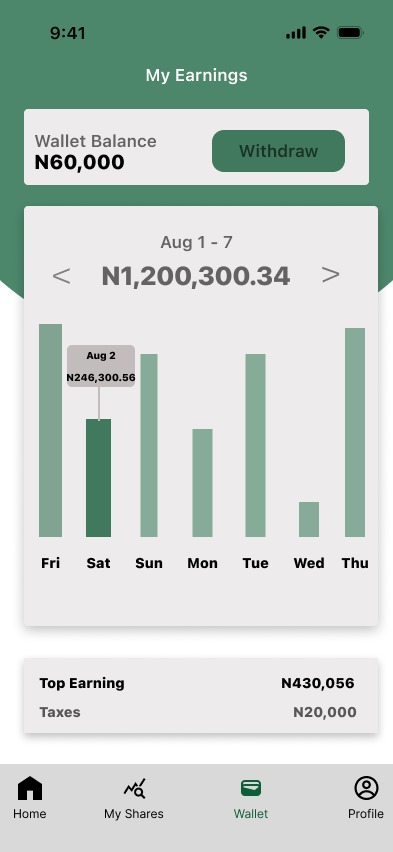 9:41
My Earnings
Wallet Balance
N60,000
Withdraw
Aug 1 - 7
< N1,200,300.34 >
Aug 2
N246,300.56
Fri Sat Sun Mon Tue Wed Thu
Top Earning N430,056
Taxes N20,000
Home My Shares Wallet Profile